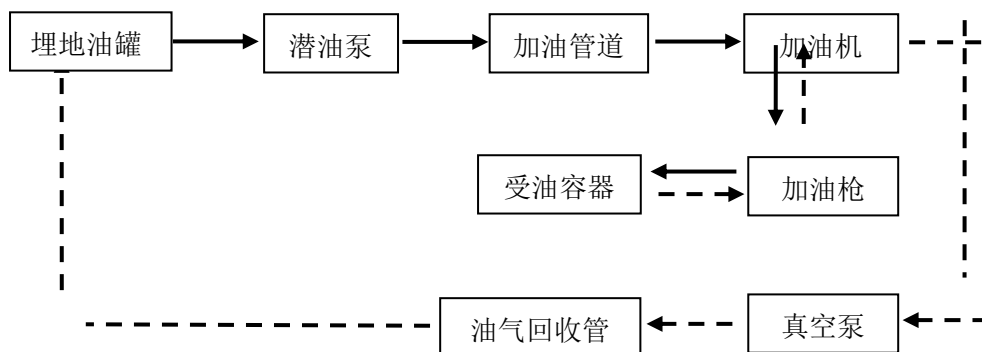 埋地油罐
潜油泵
加油管道
加油机
受油容器
加油枪
油气回收管
真空泵